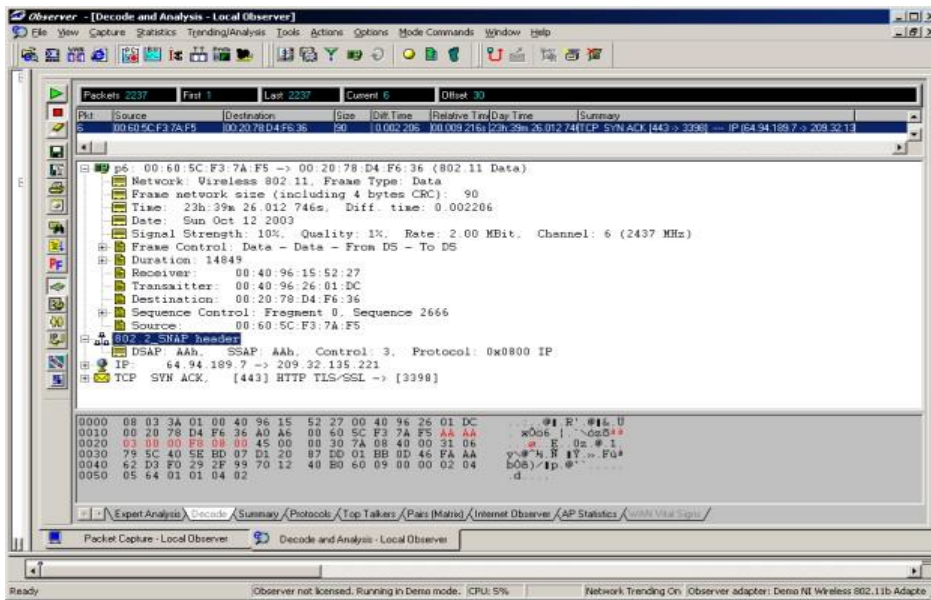 Observer - [Decode and Analysis - Local Observer]
File View Capture Statistics Trending/Analysis Tools Actions Options Mode Commands Window Help
Packets 2237 First 1 Last 2237 Current 6 Offset 30
Pkt Source Destination Size Diff.Time Relative Time Day Time Summary
6 00:60:5C:F3:7A:F5 00:20:78:D4:F6:36 90 0.002 206 00.009 216s 23h:39m 26.012 746 TCP SYN ACK [443 -> 3398] --- IP [64.94.189.7 -> 209.32.13
p6: 00:60:5C:F3:7A:F5 -> 00:20:78:D4:F6:36 (802.11 Data)
Network: Wireless 802.11, Frame Type: Data
Frame network size (including 4 bytes CRC): 90
Time: 23h:39m 26.012 746s, Diff. time: 0.002206
Date: Sun Oct 12 2003
Signal Strength: 10%, Quality: 1%, Rate: 2.00 MBit, Channel: 6 (2437 MHz)
Frame Control: Data - Data - From DS - To DS
Duration: 14849
Receiver: 00:40:96:15:52:27
Transmitter: 00:40:96:26:01:DC
Destination: 00:20:78:D4:F6:36
Sequence Control: Fragment 0, Sequence 2666
Source: 00:60:5C:F3:7A:F5
802.2_SNAP header
DSAP: AAh, SSAP: AAh, Control: 3, Protocol: 0x0800 IP
IP: 64.94.189.7 -> 209.32.135.221
TCP SYN ACK, [443] HTTP TLS/SSL -> [3398]
0000 08 03 3A 01 00 40 96 15 52 27 00 40 96 26 01 DC
0010 00 20 78 D4 F6 36 A0 A6 00 60 5C F3 7A F5 AA AA
0020 03 00 00 F8 08 00 45 00 00 30 7A 08 40 00 31 06
0030 79 5C 40 5E BD 07 D1 20 87 DD 01 BB 0D 46 FA AA
0040 62 D3 F0 29 2F 99 70 12 40 B0 60 09 00 00 02 04
0050 05 64 01 01 04 02
Expert Analysis Decode Summary Protocols Top Talkers Pairs (Matrix) Internet Observer AP Statistics WAN Vital Signs
Packet Capture - Local Observer Decode and Analysis - Local Observer
Ready Observer not licensed. Running in Demo mode. CPU: 5% Network Trending On Observer adapter: Demo NI Wireless 802.11b Adapte